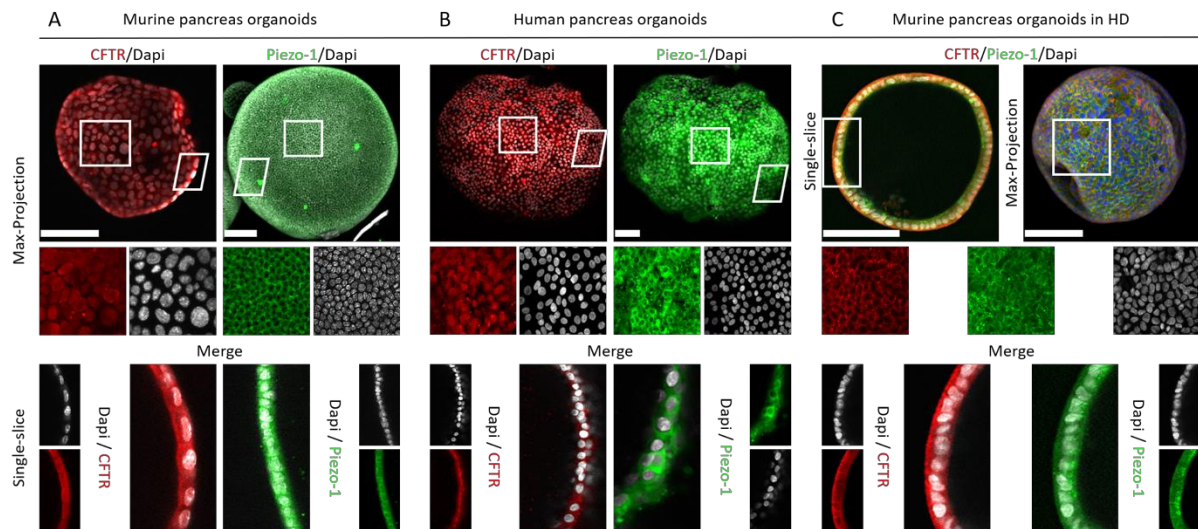 A Murine pancreas organoids
B Human pancreas organoids
C Murine pancreas organoids in HD
CFTR/Dapi
Piezo-1/Dapi
CFTR/Dapi
Piezo-1/Dapi
CFTR/Piezo-1/Dapi
Max-Projection
Single-slice
Max-Projection
Merge
Merge
Merge
Single-slice
Dapi / CFTR
Dapi / Piezo-1
Dapi / CFTR
Dapi / Piezo-1
Dapi / CFTR
Dapi / Piezo-1